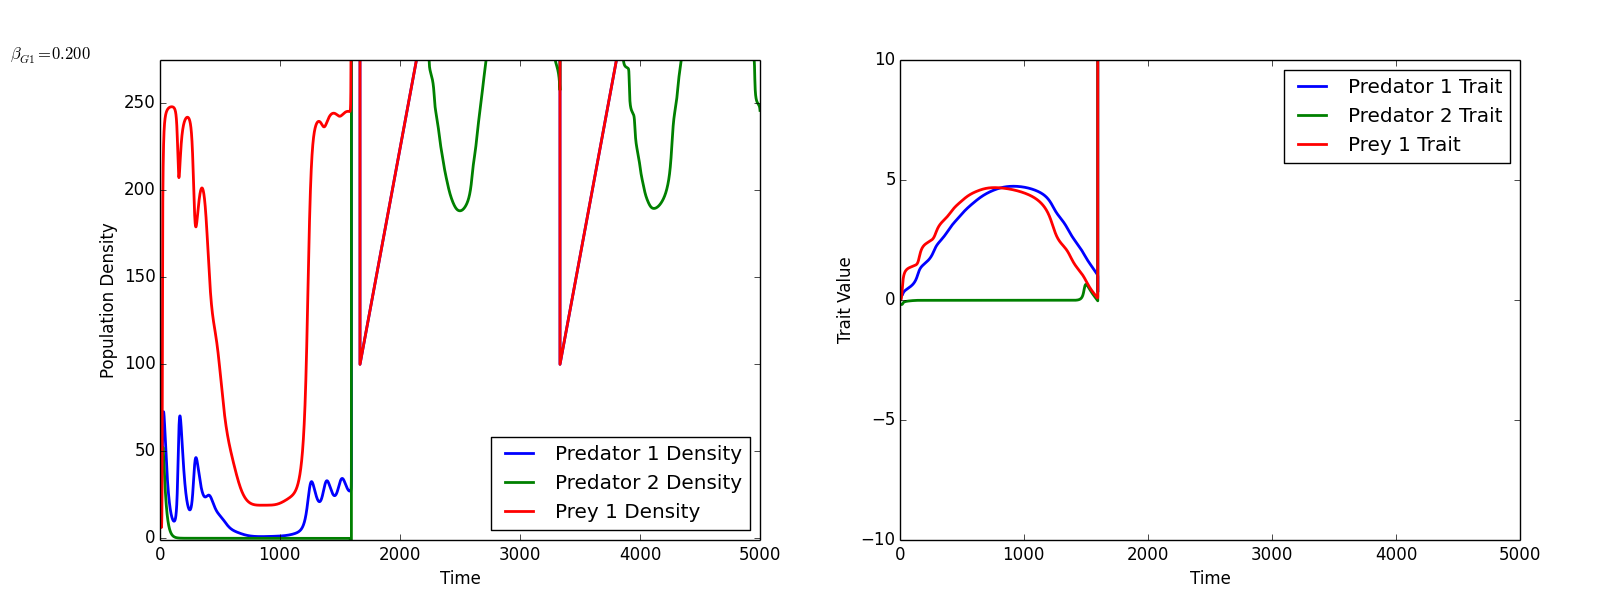 β_G1=0.200
250
200
150
100
50
0
0 1000 2000 3000 4000 5000
Time
Population Density
Predator 1 Density
Predator 2 Density
Prey 1 Density
10
5
0
−5
−10
0 1000 2000 3000 4000 5000
Time
Trait Value
Predator 1 Trait
Predator 2 Trait
Prey 1 Trait